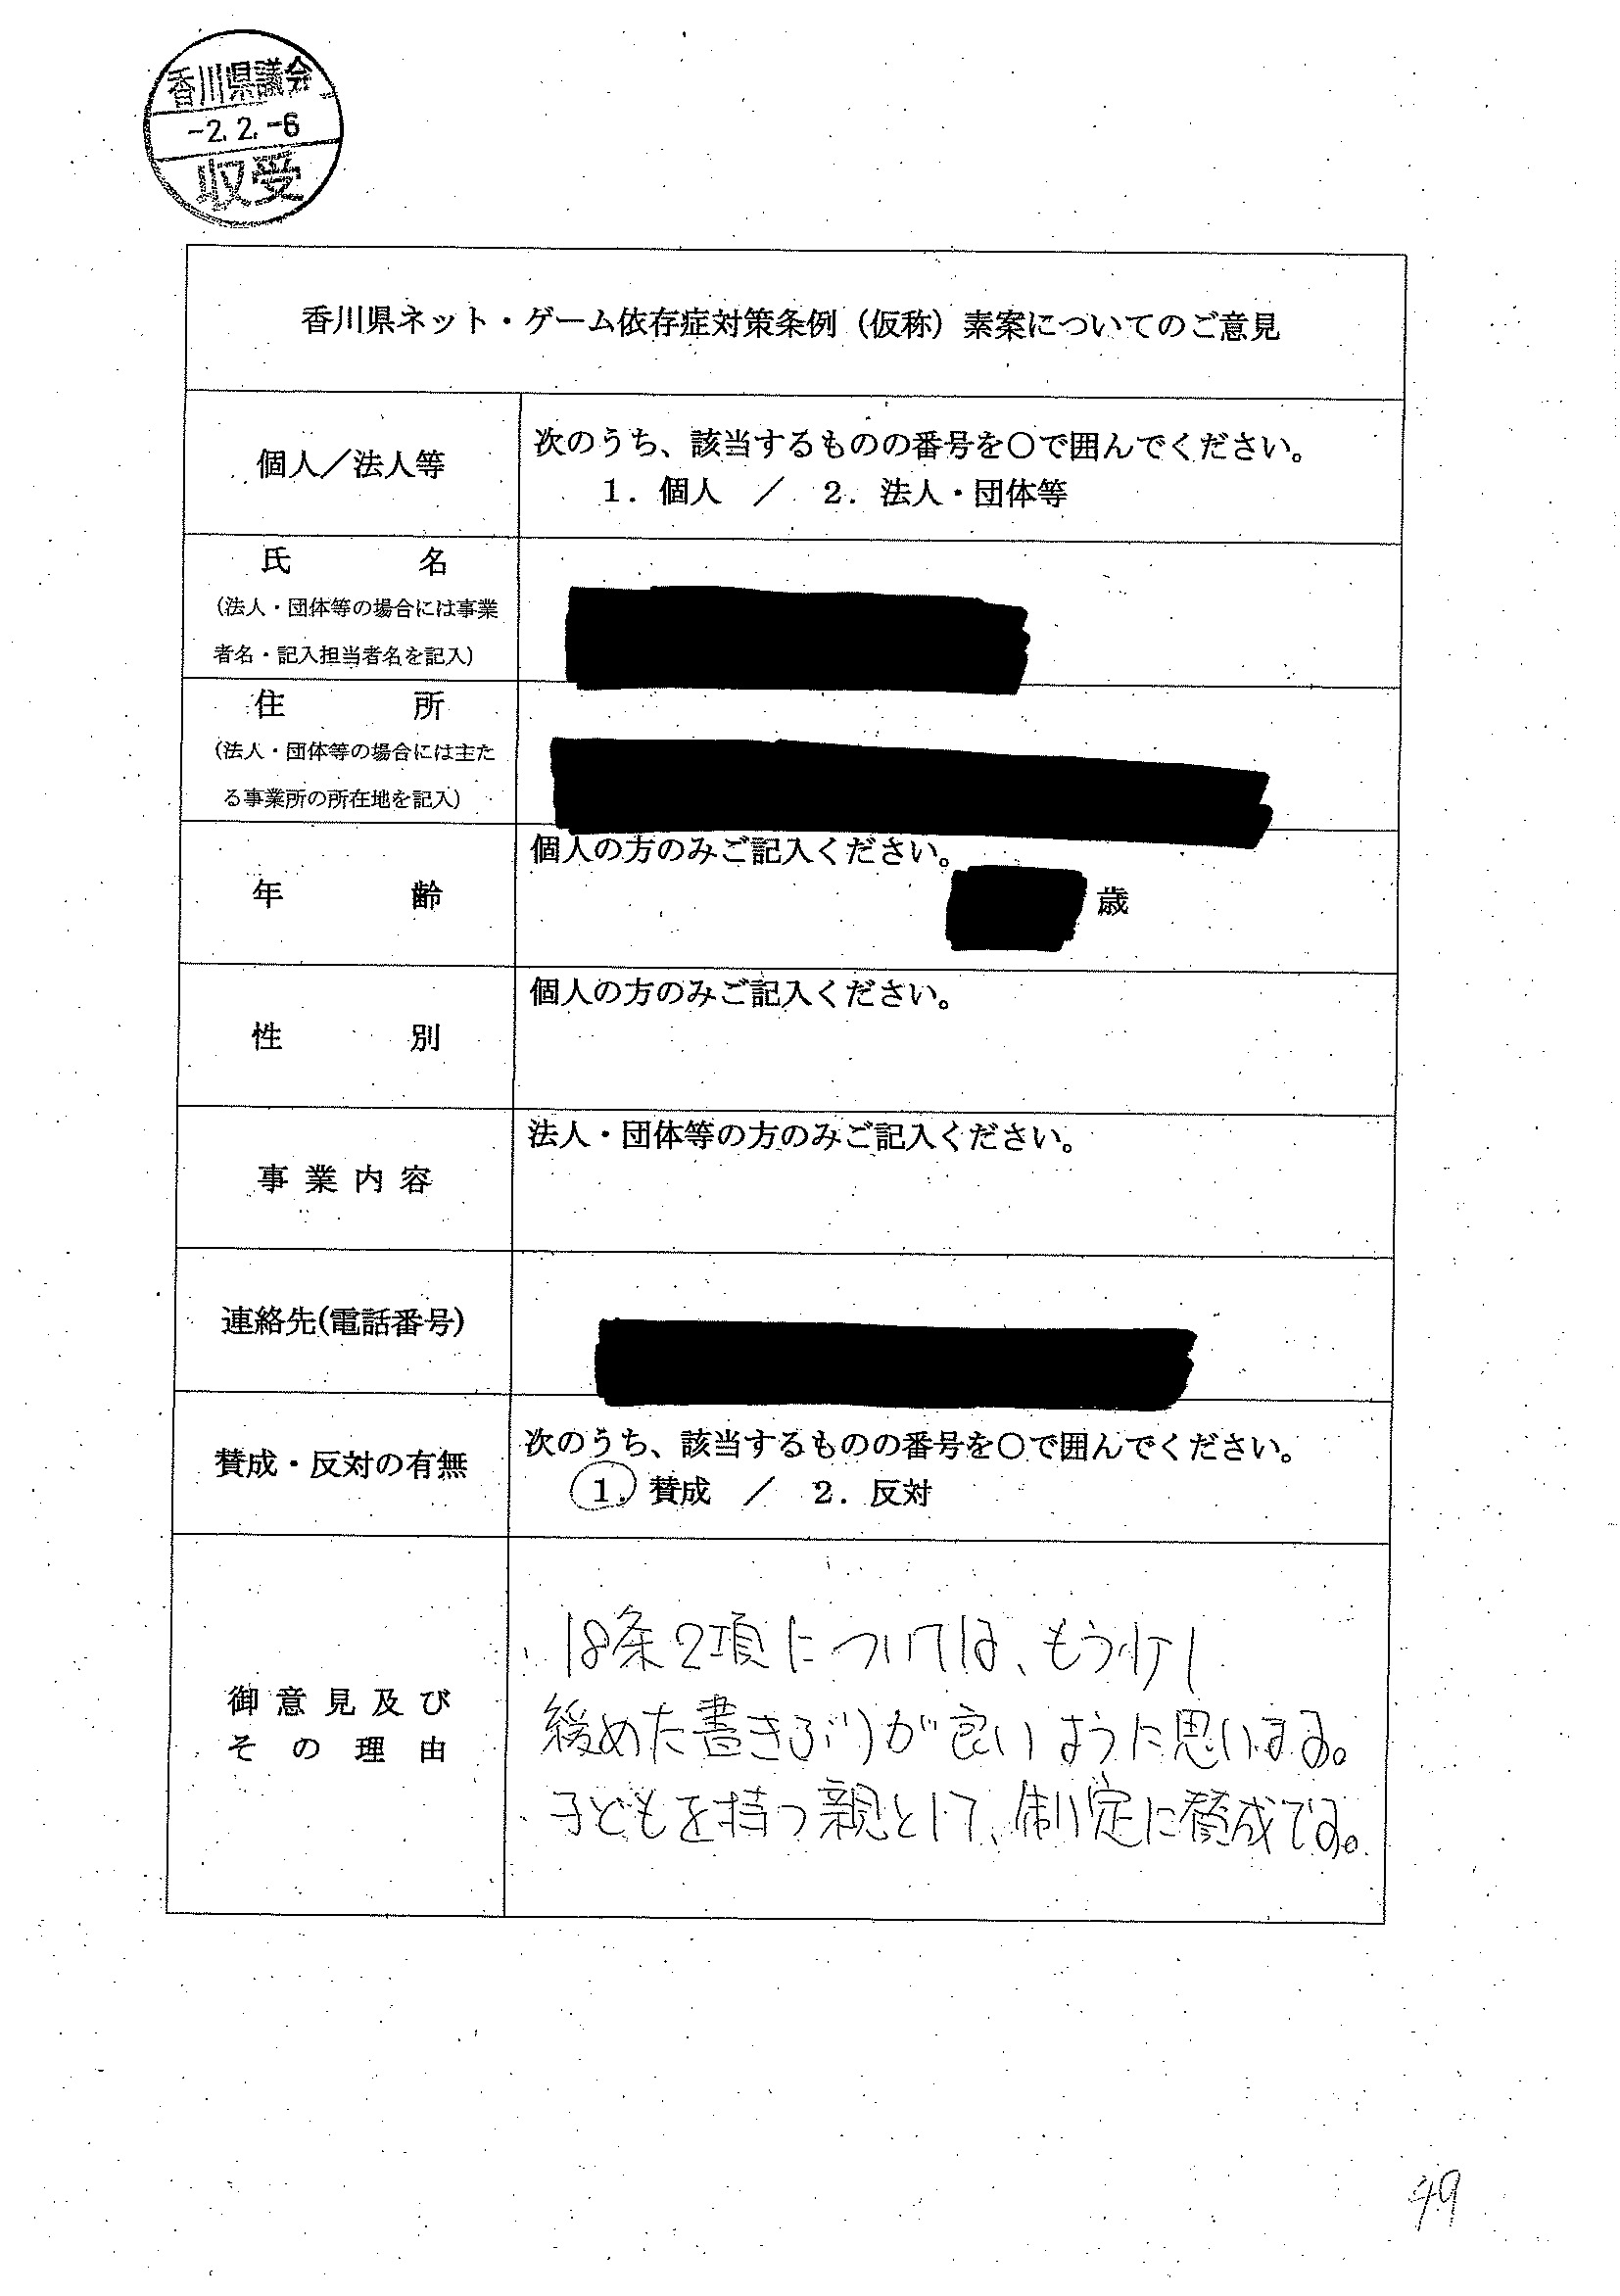 香川県議会
-2.2.-6
収受
香川県ネット・ゲーム依存症対策条例（仮称）素案についてのご意見
個人／法人等
次のうち、該当するものの番号を○で囲んでください。
1．個人　／　2．法人・団体等
氏　名
（法人・団体等の場合には事業
者名・記入担当者名を記入）
住　所
（法人・団体等の場合には主た
る事業所の所在地を記入）
年　齢
個人の方のみご記入ください。
歳
性　別
個人の方のみご記入ください。
事業内容
法人・団体等の方のみご記入ください。
連絡先(電話番号)
賛成・反対の有無
次のうち、該当するものの番号を○で囲んでください。
1．賛成　／　2．反対
御意見及び
その理由
18条2項については、もう少し
緩めた書きぶりが良いように思います。
子どもを持つ親として、制定に賛成です。
49